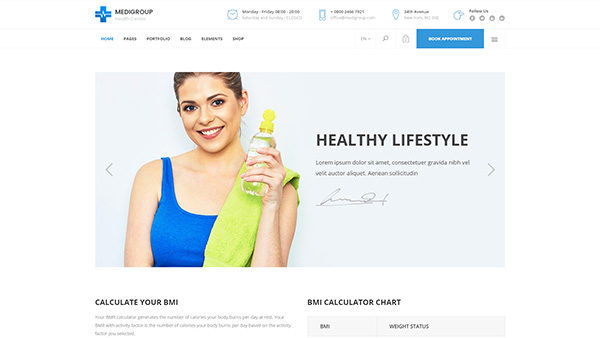 MEDIGROUP
Health Center
Monday - Friday 08:00 - 20:00
Saturday and Sunday - CLOSED
+ 0800 2466 7921
office@medigroup.com
34th Avenue
New York, NY, 002
Follow Us
HOME
PAGES
PORTFOLIO
BLOG
ELEMENTS
SHOP
EN
BOOK APPOINTMENT
HEALTHY LIFESTYLE
Lorem ipsum dolor sit amet, consectetuer gravida nibh vel
velit auctor aliquet. Aenean sollicitudin
CALCULATE YOUR BMI
Your BMR calculator generates the number of calories your body burns per day at rest. Your
BMR with activity factor is the number of calories your body burns per day based on the activity
factor you selected.
BMI CALCULATOR CHART
BMI
WEIGHT STATUS